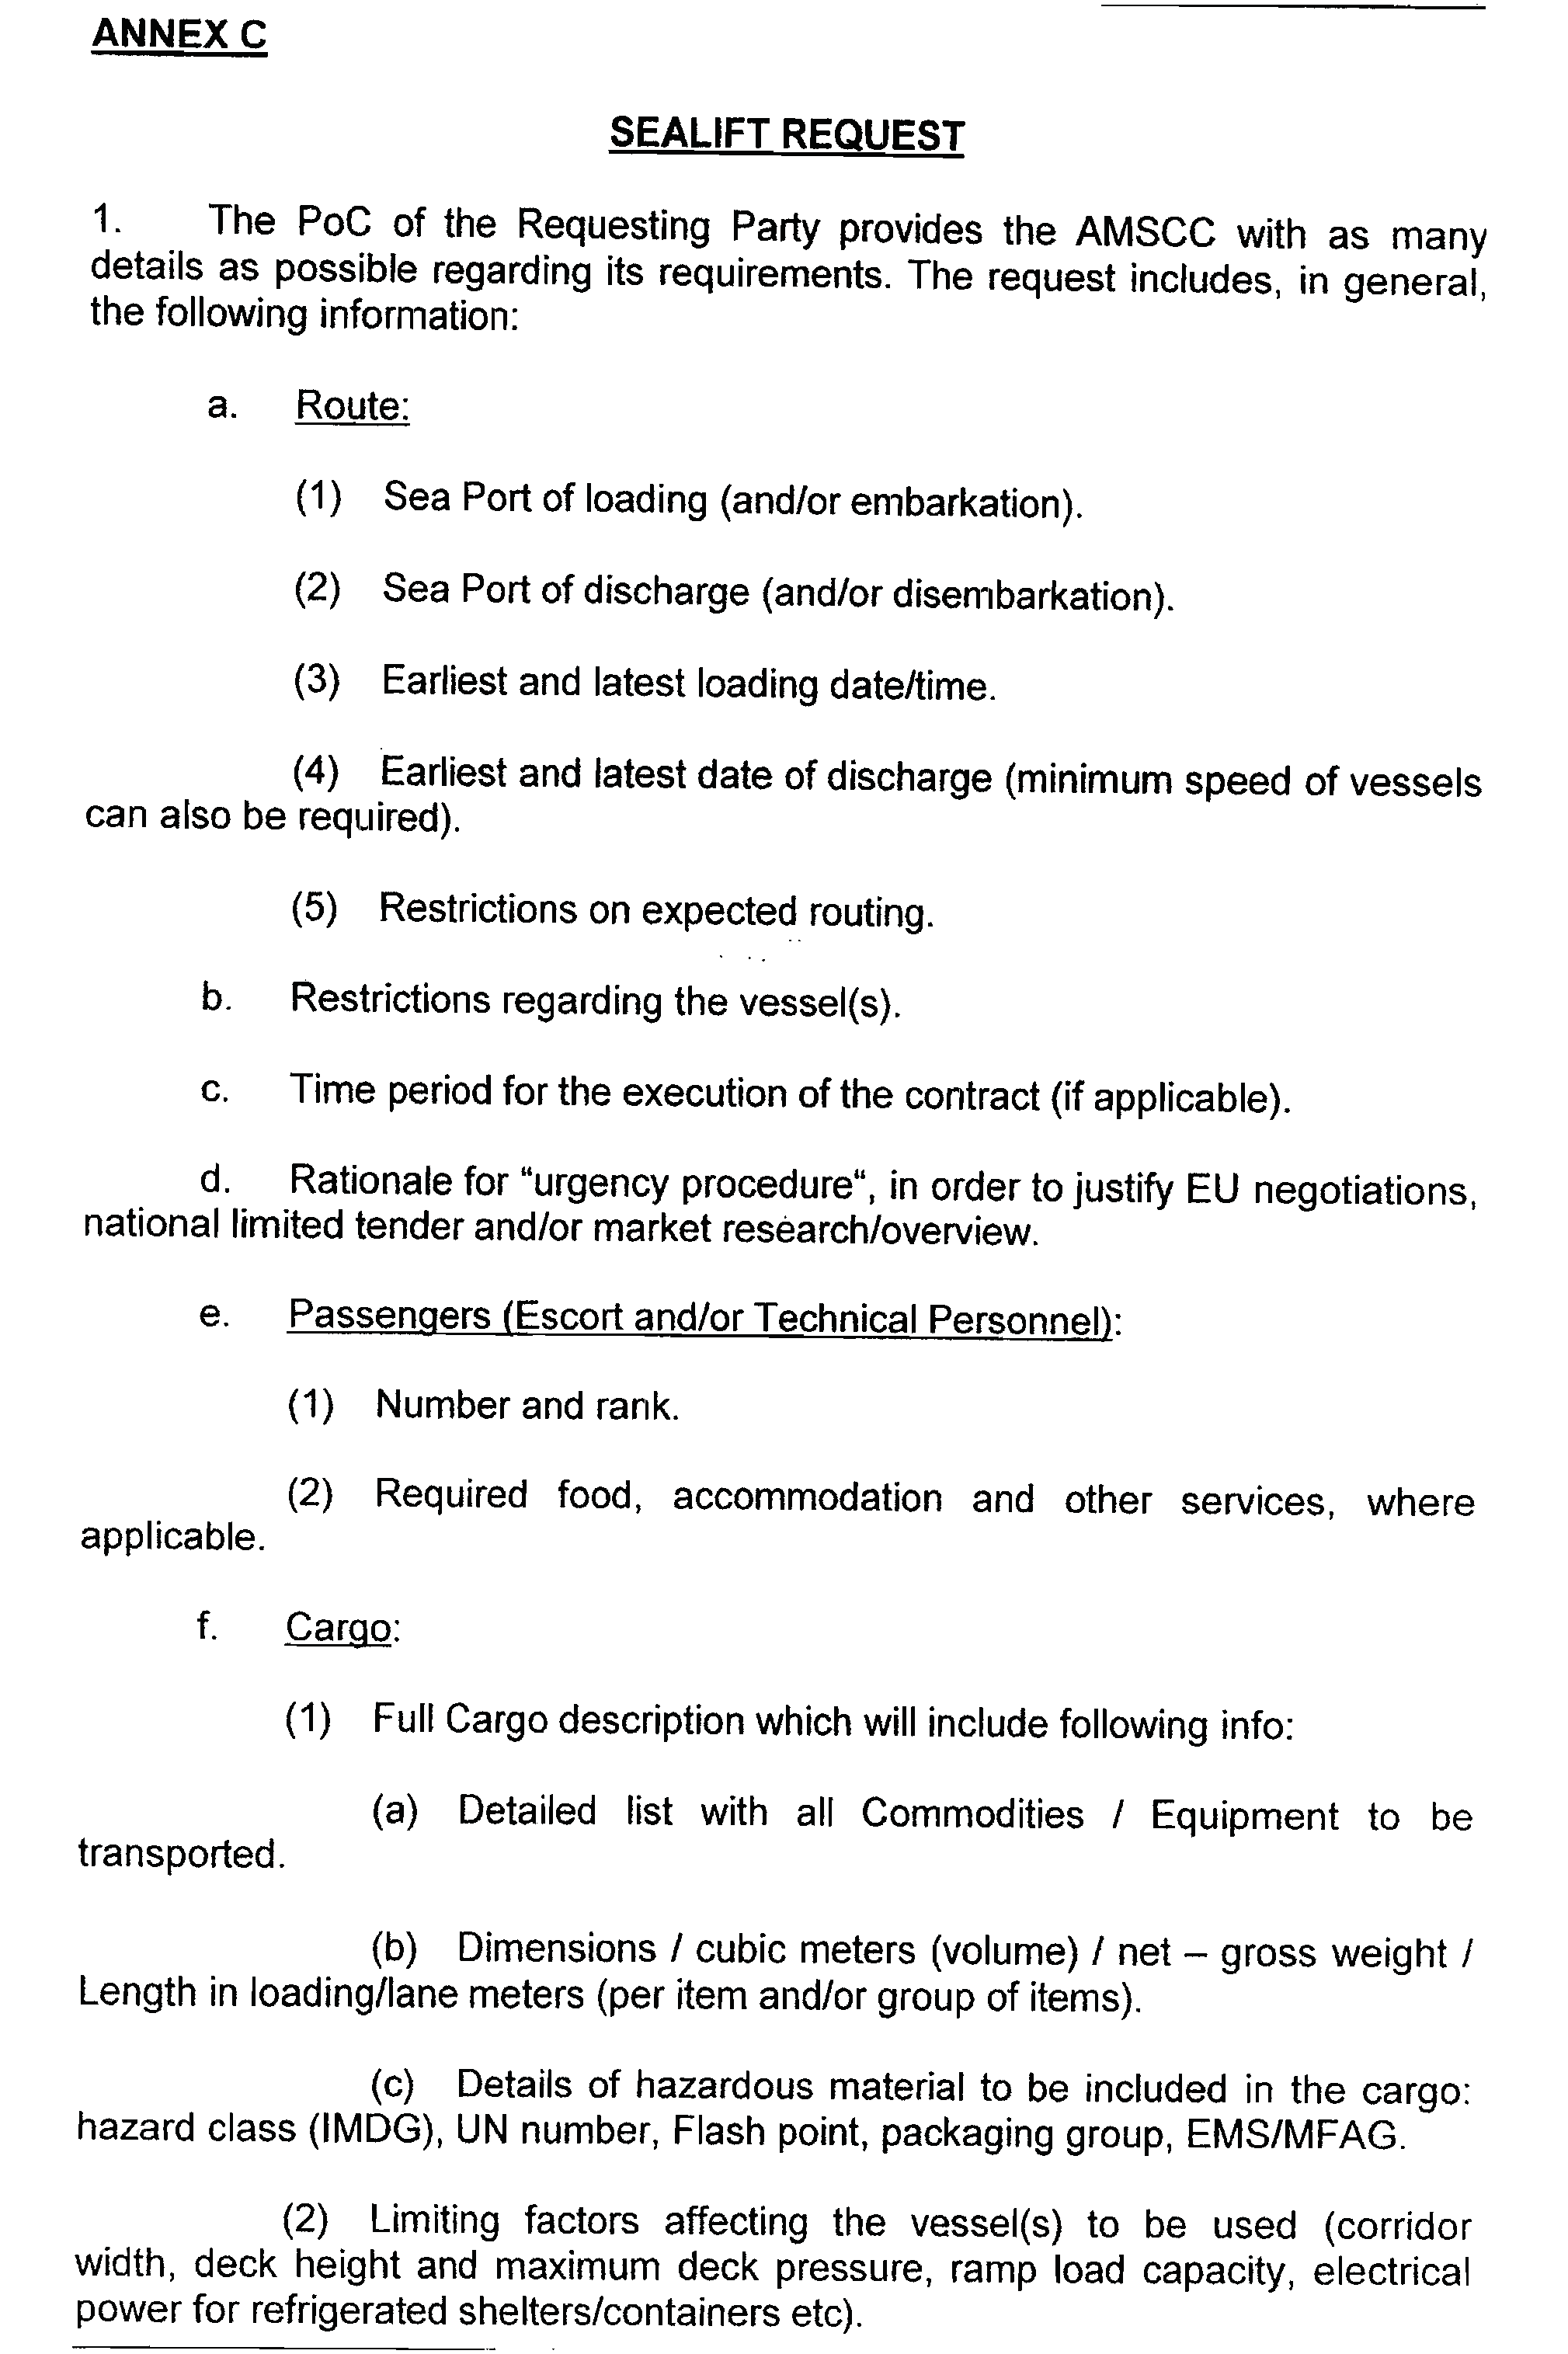 ANNEX C
SEALIFT REQUEST
1. The PoC of the Requesting Party provides the AMSCC with as many
details as possible regarding its requirements. The request includes, in general,
the following information:
a. Route:
(1) Sea Port of loading (and/or embarkation).
(2) Sea Port of discharge (and/or disembarkation).
(3) Earliest and latest loading date/time.
(4) Earliest and latest date of discharge (minimum speed of vessels
can also be required).
(5) Restrictions on expected routing.
b. Restrictions regarding the vessel(s).
c. Time period for the execution of the contract (if applicable).
d. Rationale for “urgency procedure“, in order to justify EU negotiations,
national limited tender and/or market research/overview.
e. Passengers (Escort and/or Technical Personnel):
(1) Number and rank.
(2) Required food, accommodation and other services, where
applicable.
f. Cargo:
(1) Full Cargo description which will include following info:
(a) Detailed list with all Commodities / Equipment to be
transported.
(b) Dimensions / cubic meters (volume) / net – gross weight /
Length in loading/lane meters (per item and/or group of items).
(c) Details of hazardous material to be included in the cargo:
hazard class (IMDG), UN number, Flash point, packaging group, EMS/MFAG.
(2) Limiting factors affecting the vessel(s) to be used (corridor
width, deck height and maximum deck pressure, ramp load capacity, electrical
power for refrigerated shelters/containers etc).